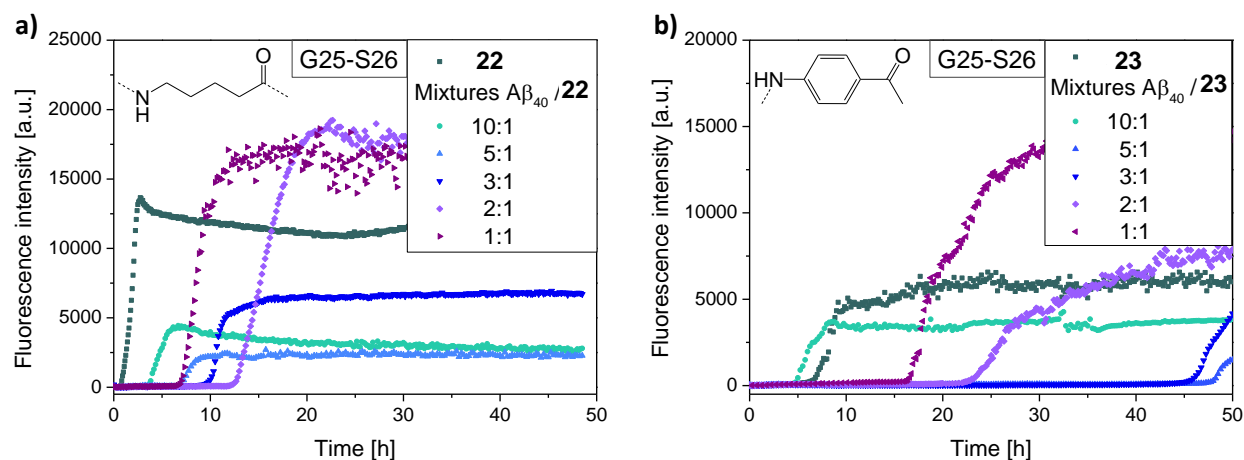 a)
25000
20000
15000
10000
5000
0
Fluorescence intensity [a.u.]
0 10 20 30 40 50
Time [h]
O
N
H
G25-S26
22
Mixtures Aβ40 /22
10:1
5:1
3:1
2:1
1:1
b)
20000
15000
10000
5000
0
Fluorescence intensity [a.u.]
0 10 20 30 40 50
Time [h]
HN
O
G25-S26
23
Mixtures Aβ40 /23
10:1
5:1
3:1
2:1
1:1